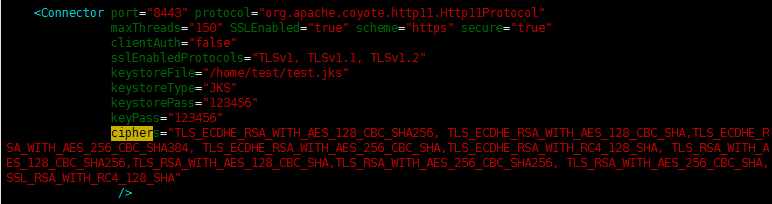 <Connector port="8443" protocol="org.apache.coyote.http11.Http11Protocol"
maxThreads="150" SSLEnabled="true" scheme="https" secure="true"
clientAuth="false"
sslEnabledProtocols="TLSv1, TLSv1.1, TLSv1.2"
keystoreFile="/home/test/test.jks"
keystoreType="JKS"
keystorePass="123456"
keyPass="123456"
ciphers="TLS_ECDHE_RSA_WITH_AES_128_CBC_SHA256, TLS_ECDHE_RSA_WITH_AES_128_CBC_SHA,TLS_ECDHE_R
SA_WITH_AES_256_CBC_SHA384, TLS_ECDHE_RSA_WITH_AES_256_CBC_SHA,TLS_ECDHE_RSA_WITH_RC4_128_SHA, TLS_RSA_WITH_A
ES_128_CBC_SHA256,TLS_RSA_WITH_AES_128_CBC_SHA,TLS_RSA_WITH_AES_256_CBC_SHA256, TLS_RSA_WITH_AES_256_CBC_SHA,
SSL_RSA_WITH_RC4_128_SHA"
/>